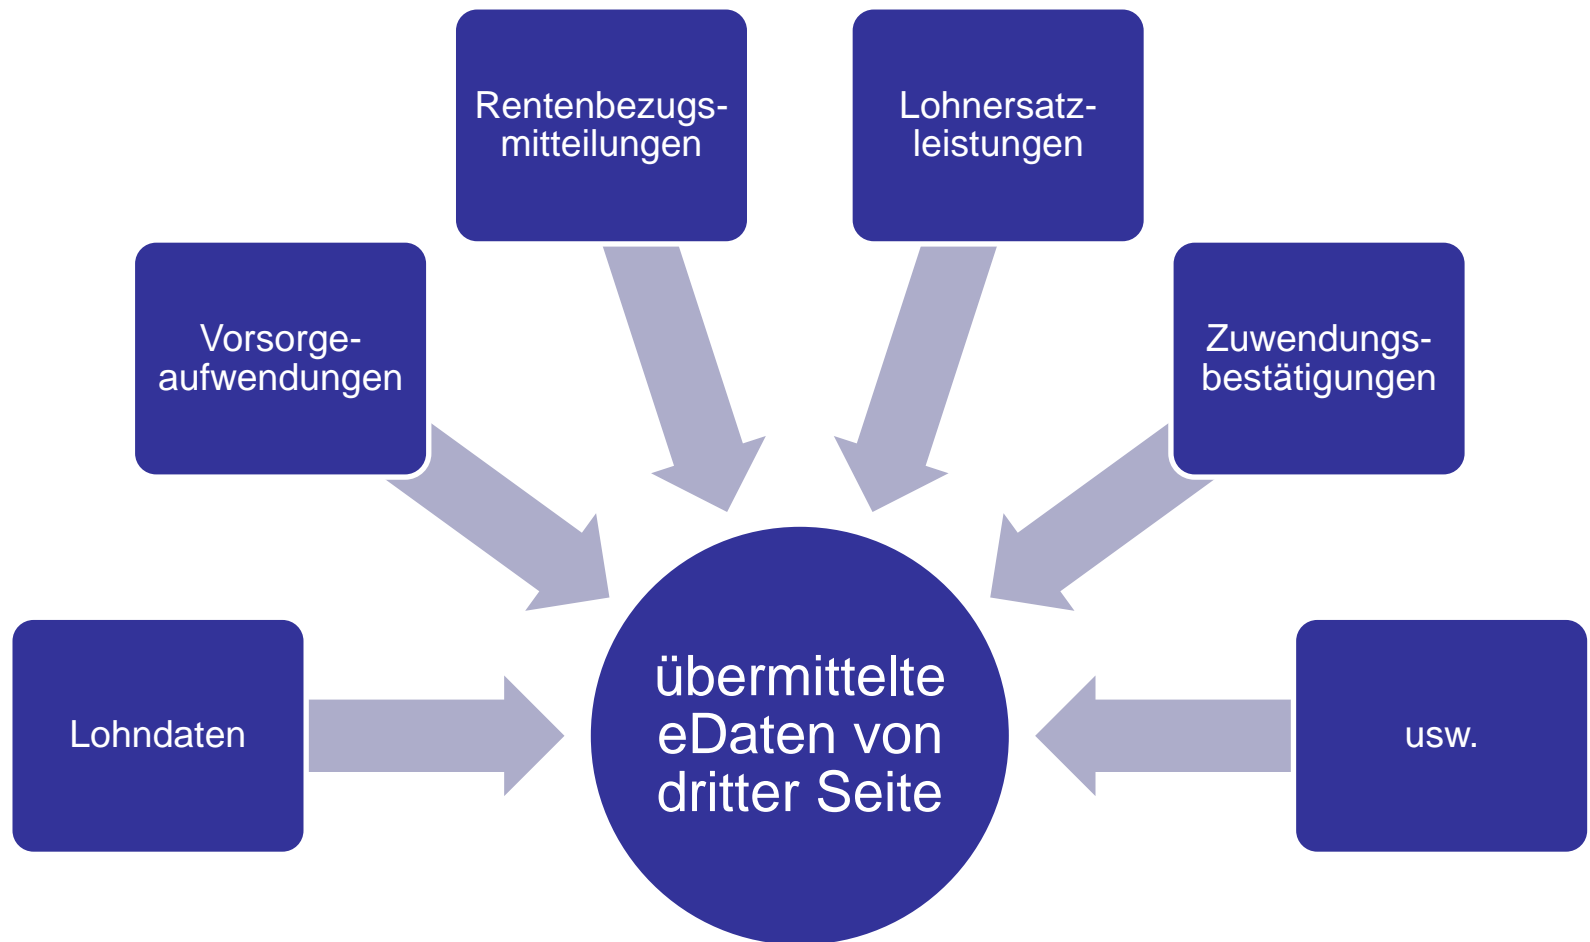 Rentenbezugs-
mitteilungen
Lohnersatz-
leistungen
Vorsorge-
aufwendungen
Zuwendungs-
bestätigungen
Lohndaten
übermittelte
eDaten von
dritter Seite
usw.